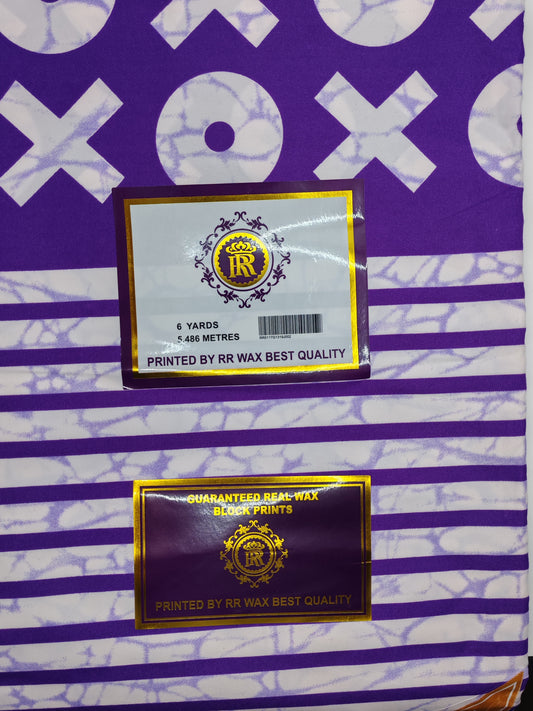 RR
6 YARDS
5.486 METRES
PRINTED BY RR WAX BEST QUALITY
GUARANTEED REAL WAX
BLOCK PRINTS
RR
PRINTED BY RR WAX BEST QUALITY